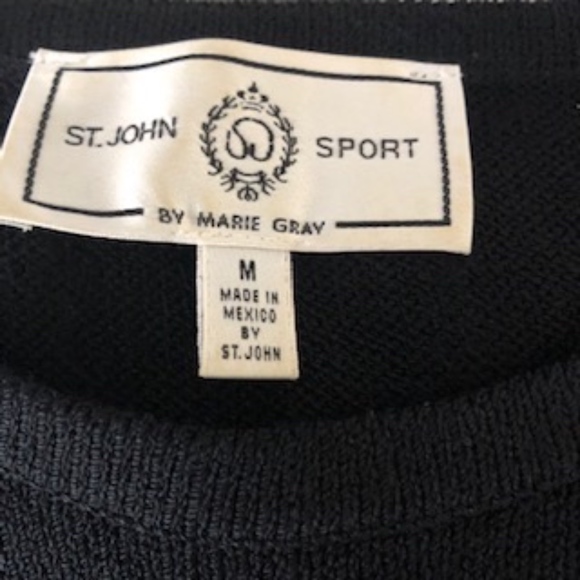 ST. JOHN SPORT
BY MARIE GRAY
M
MADE IN
MEXICO
BY
ST. JOHN